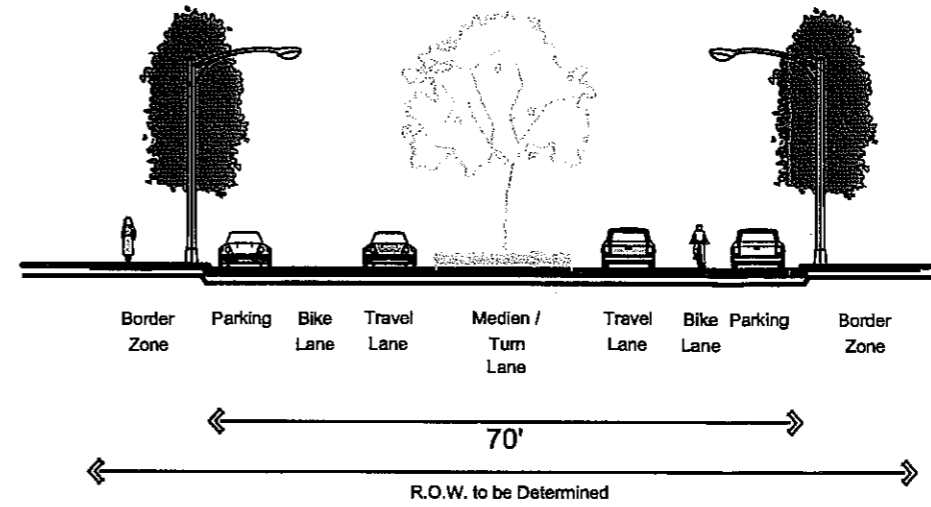 Border Zone
Parking
Bike Lane
Travel Lane
Medien / Turn Lane
Travel Lane
Bike Lane
Parking
Border Zone
70'
R.O.W. to be Determined